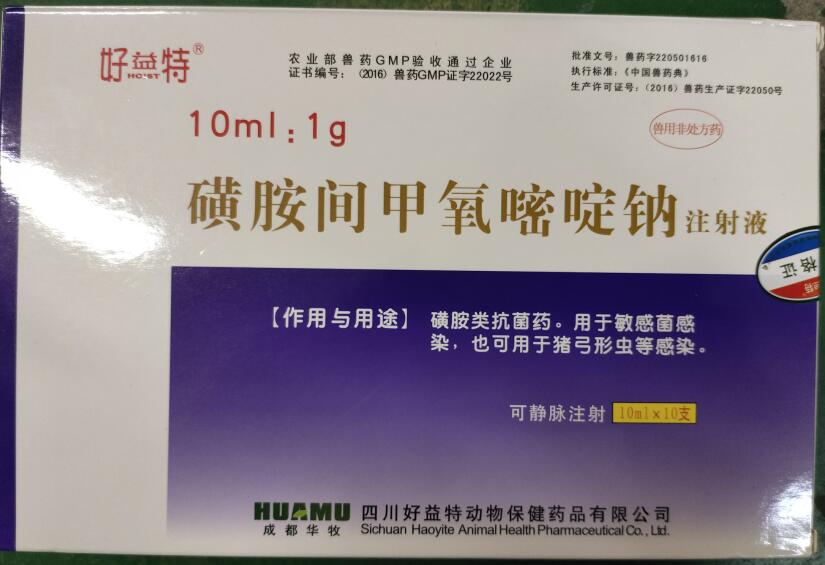 好益特®
HOIST
农业部兽药GMP验收通过企业
证书编号：（2016）兽药GMP证字22022号
批准文号：兽药字220501616
执行标准：《中国兽药典》
生产许可证号：（2016）兽药生产证字22050号
10ml：1g
兽用非处方药
磺胺间甲氧嘧啶钠注射液
格证
【作用与用途】 磺胺类抗菌药。用于敏感菌感
染，也可用于猪弓形虫等感染。
可静脉注射 10ml×10支
HUAMU
成都华牧
四川好益特动物保健药品有限公司
Sichuan Haoyite Animal Health Pharmaceutical Co., Ltd.